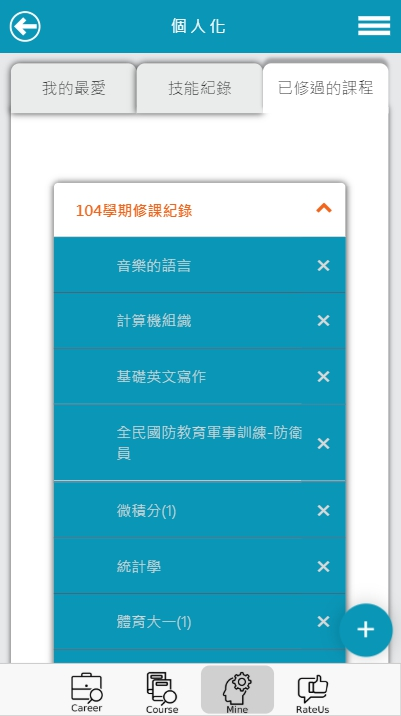 個人化
我的最愛
技能紀錄
已修過的課程
104學期修課紀錄
音樂的語言
計算機組織
基礎英文寫作
全民國防教育軍事訓練-防衛
員
微積分(1)
統計學
體育大一(1)
Career
Course
Mine
RateUs